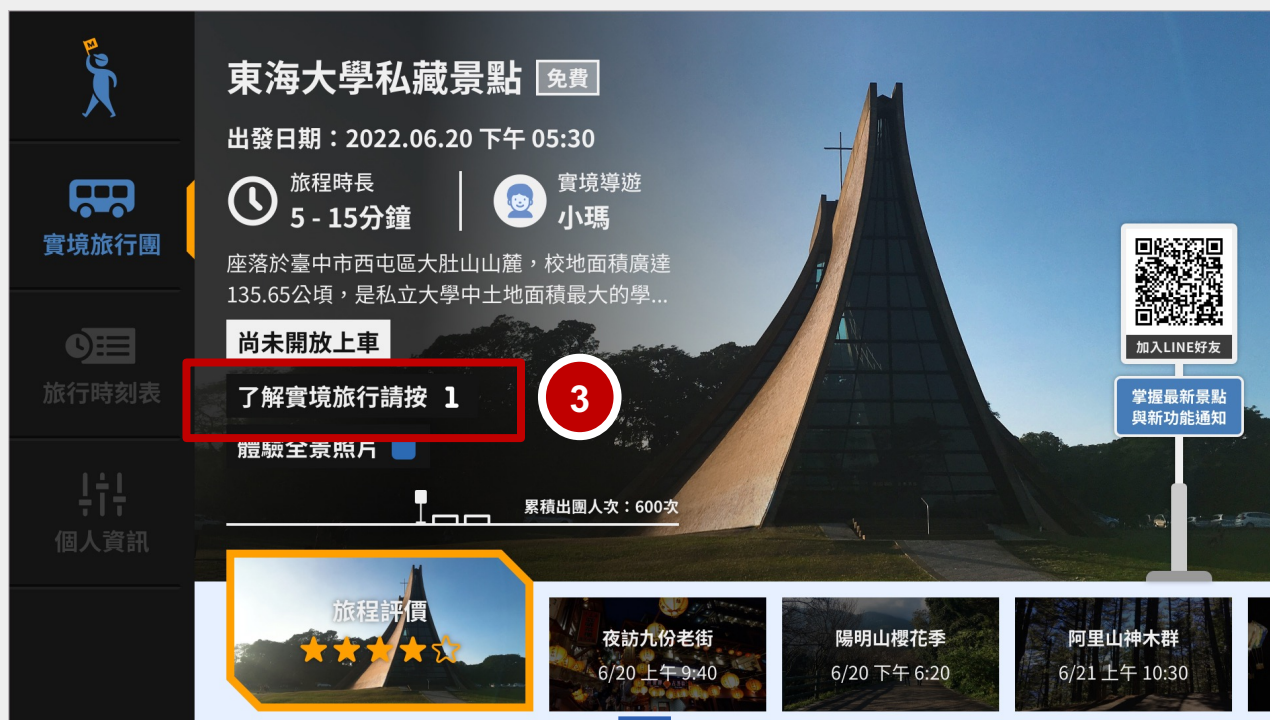 東海大學私藏景點 免費
出發日期：2022.06.20 下午 05:30
旅程時長
5 - 15分鐘
實境導遊
小瑪
座落於臺中市西屯區大肚山山麓，校地面積廣達
135.65公頃，是私立大學中土地面積最大的學...
尚未開放上車
了解實境旅行請按 1
3
體驗全景照片
累積出團人次：600次
實境旅行團
旅行時刻表
個人資訊
加入LINE好友
掌握最新景點
與新功能通知
旅程評價
夜訪九份老街
6/20 上午 9:40
陽明山櫻花季
6/20 下午 6:20
阿里山神木群
6/21 上午 10:30